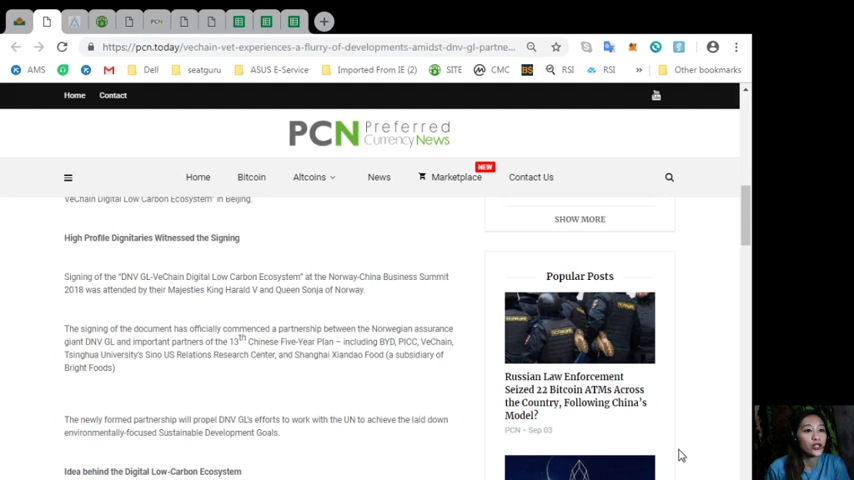 https://pcn.today/vechain-vet-experiences-a-flurry-of-developments-amidst-dnv-gl-partne...
AMS
Dell
seatguru
ASUS E-Service
Imported From IE (2)
SITE
CMC
RSI
RSI
»
Other bookmarks
Home
Contact
PCN Preferred
Currency News
NEW
Home
Bitcoin
Altcoins
News
Marketplace
Contact Us
VeChain Digital Low Carbon Ecosystem” in Beijing.
High Profile Dignitaries Witnessed the Signing
Signing of the “DNV GL-VeChain Digital Low Carbon Ecosystem” at the Norway-China Business Summit
2018 was attended by their Majesties King Harald V and Queen Sonja of Norway.
The signing of the document has officially commenced a partnership between the Norwegian assurance
giant DNV GL and important partners of the 13th Chinese Five-Year Plan – including BYD, PICC, VeChain,
Tsinghua University's Sino US Relations Research Center, and Shanghai Xiandao Food (a subsidiary of
Bright Foods)
The newly formed partnership will propel DNV GL's efforts to work with the UN to achieve the laid down
environmentally-focused Sustainable Development Goals.
Idea behind the Digital Low-Carbon Ecosystem
SHOW MORE
Popular Posts
Russian Law Enforcement
Seized 22 Bitcoin ATMs Across
the Country, Following China's
Model?
PCN • Sep 03